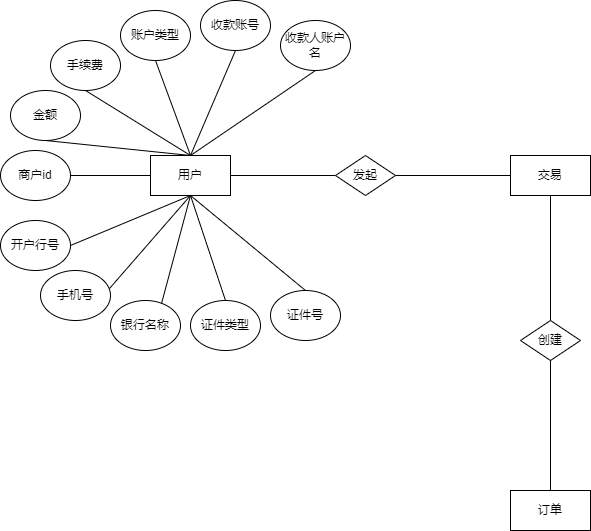 收款账号
账户类型
收款人账户
名
手续费
金额
商户id
用户
发起
交易
开户行号
手机号
银行名称
证件类型
证件号
创建
订单